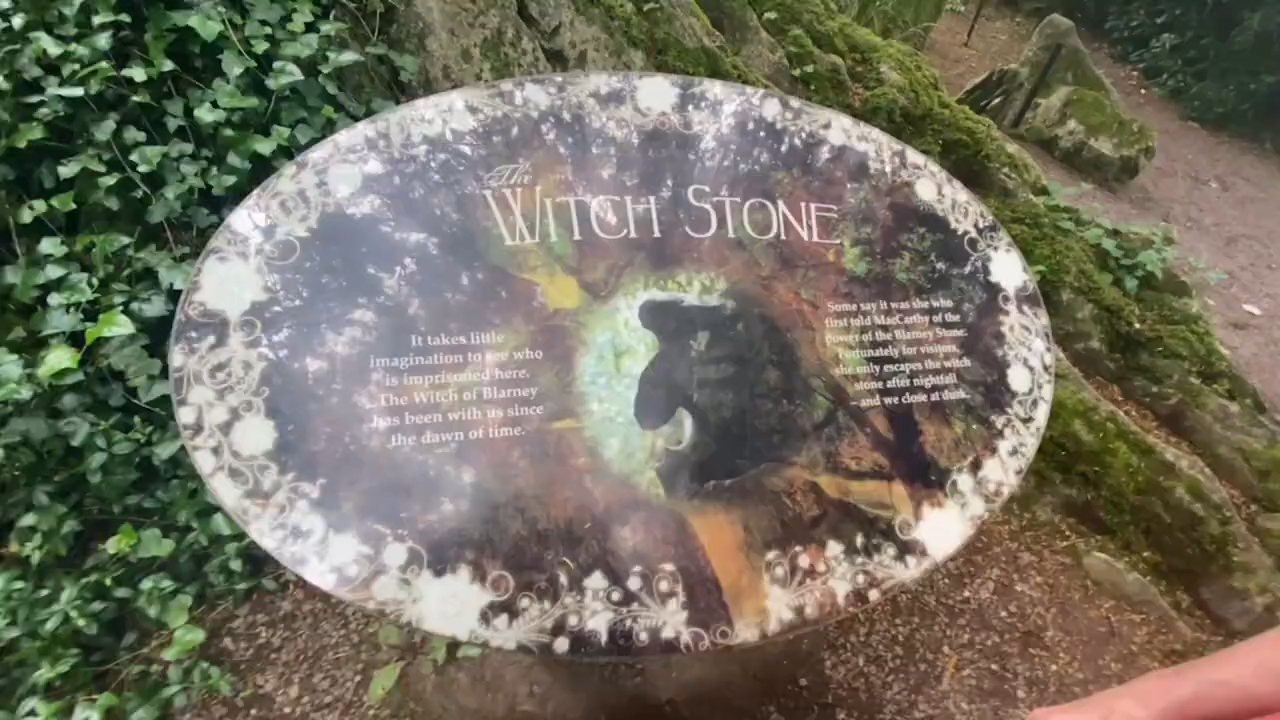 The
WITCH STONE
It takes little
imagination to see who
is imprisoned here.
The Witch of Blarney
has been with us since
the dawn of time.
Some say it was she who
first told MacCarthy of the
power of the Blarney Stone.
Fortunately for visitors,
she only escapes the witch
stone after nightfall
– and we close at dusk.